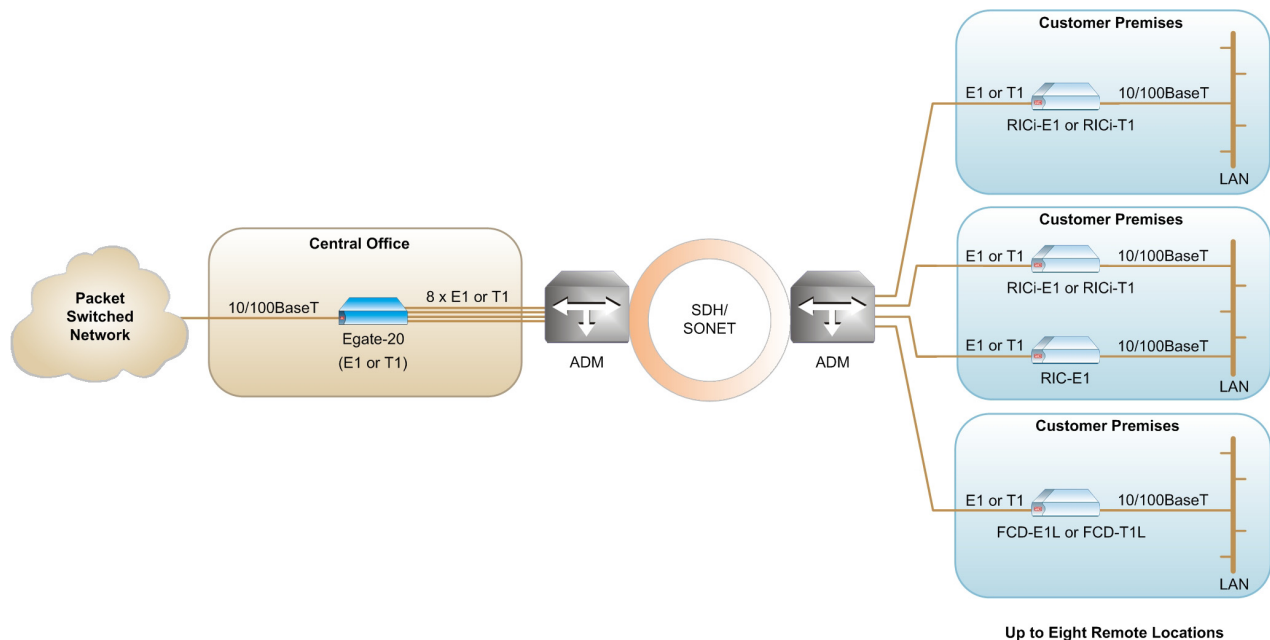 Customer Premises
E1 or T1
10/100BaseT
RICi-E1 or RICi-T1
LAN
Central Office
Packet
Switched
Network
10/100BaseT
8 x E1 or T1
Egate-20
(E1 or T1)
ADM
SDH/
SONET
ADM
Customer Premises
E1 or T1
10/100BaseT
RICi-E1 or RICi-T1
E1 or T1
10/100BaseT
RIC-E1
LAN
Customer Premises
E1 or T1
10/100BaseT
FCD-E1L or FCD-T1L
LAN
Up to Eight Remote Locations